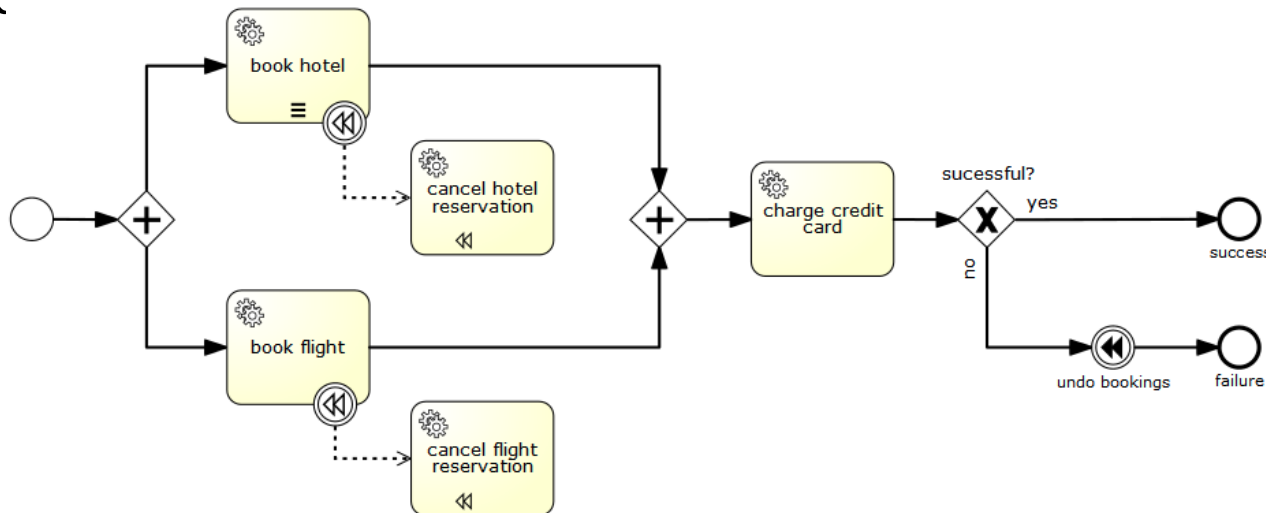 book hotel
cancel hotel
reservation
sucessful?
yes
charge credit
card
success
no
book flight
undo bookings
failure
cancel flight
reservation